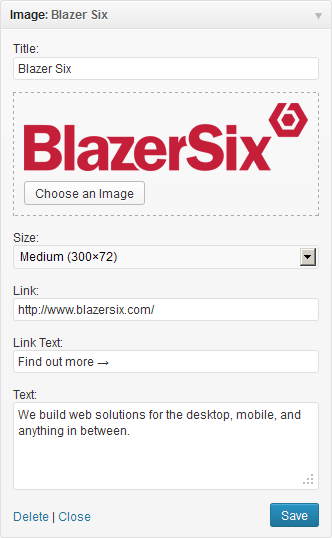 Image: Blazer Six
Title:
Blazer Six
BlazerSix
Choose an Image
Size:
Medium (300×72)
Link:
http://www.blazersix.com/
Link Text:
Find out more →
Text:
We build web solutions for the desktop, mobile, and
anything in between.
Delete | Close
Save